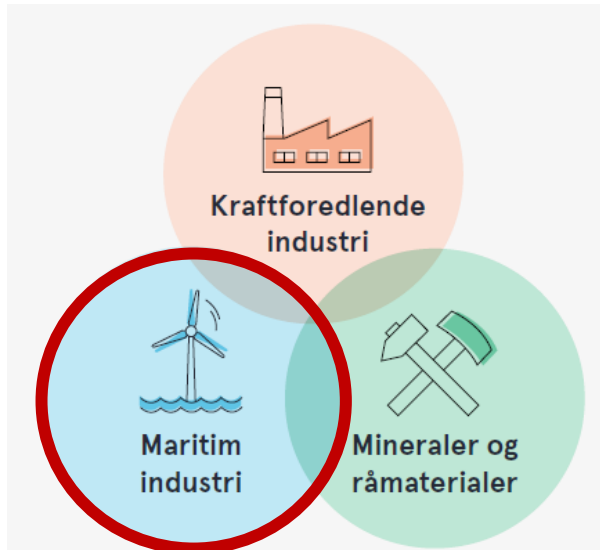 Kraftforedlende
industri
Maritim
industri
Mineraler og
råmaterialer